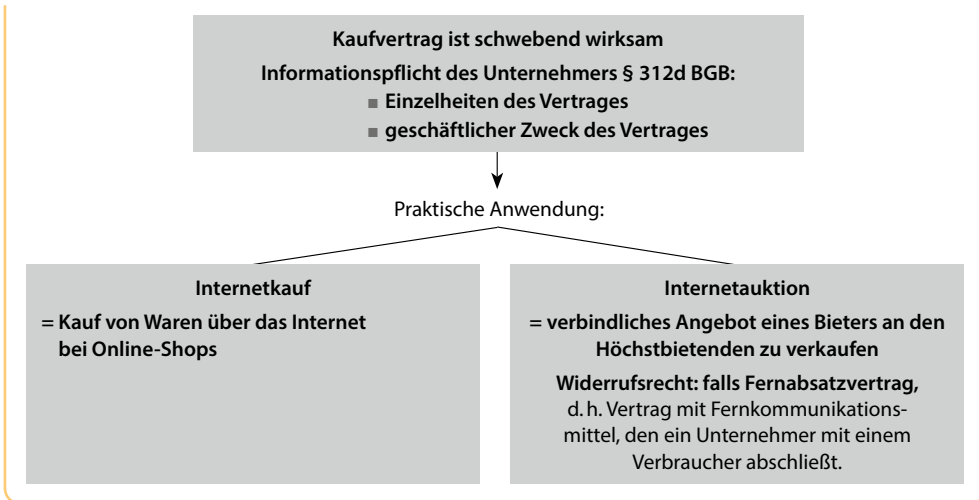 Kaufvertrag ist schwebend wirksam
Informationspflicht des Unternehmers § 312d BGB:
■ Einzelheiten des Vertrages
■ geschäftlicher Zweck des Vertrages
Praktische Anwendung:
Internetkauf
= Kauf von Waren über das Internet
bei Online-Shops
Internetauktion
= verbindliches Angebot eines Bieters an den
Höchstbietenden zu verkaufen
Widerrufsrecht: falls Fernabsatzvertrag,
d. h. Vertrag mit Fernkommunikations-
mittel, den ein Unternehmer mit einem
Verbraucher abschließt.